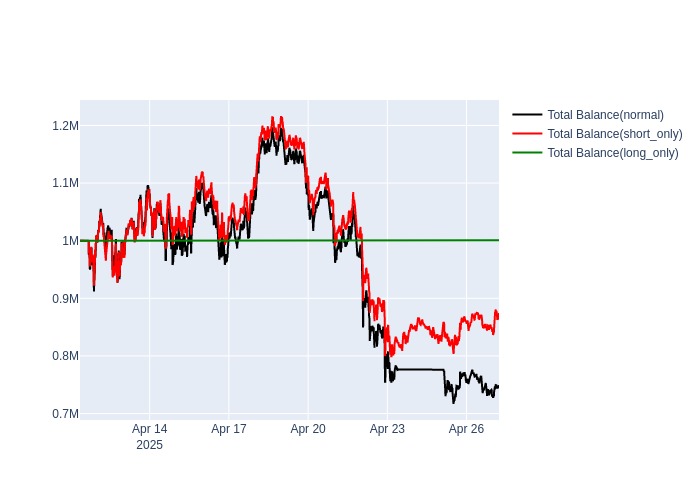 1.2M
1.1M
1M
0.9M
0.8M
0.7M
Apr 14
2025
Apr 17
Apr 20
Apr 23
Apr 26
Total Balance(normal)
Total Balance(short_only)
Total Balance(long_only)